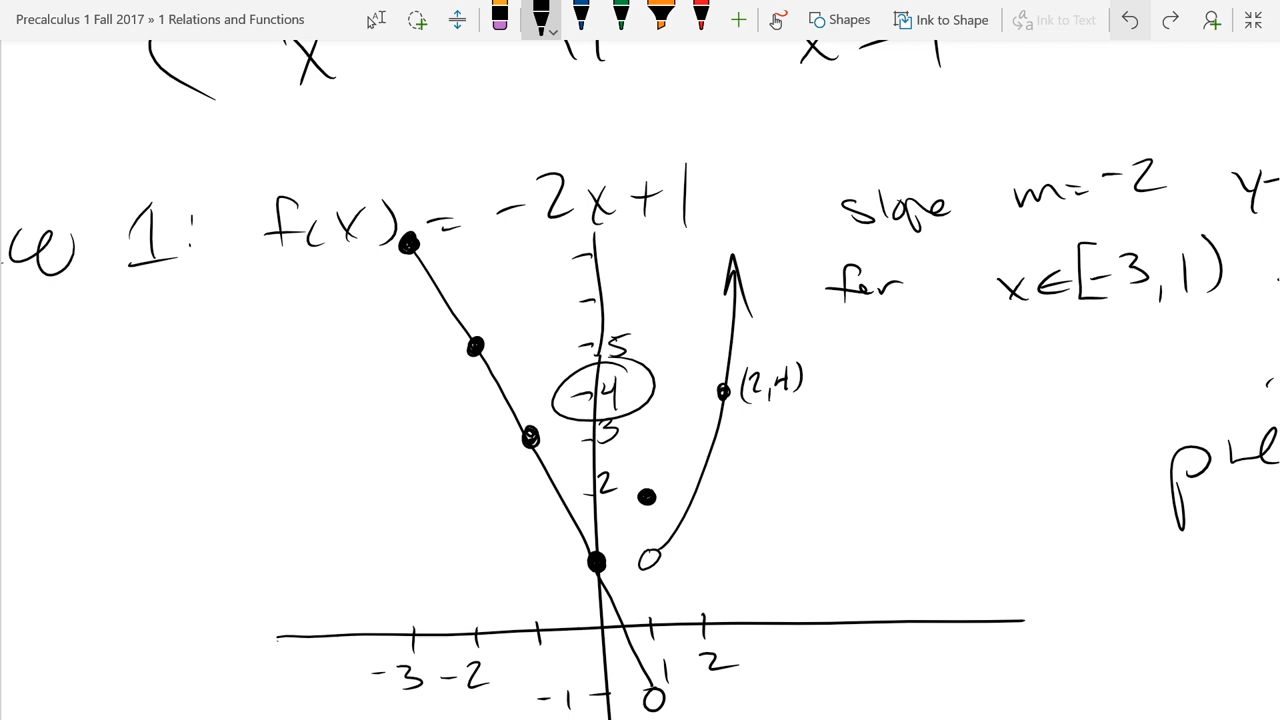 Precalculus 1 Fall 2017 » 1 Relations and Functions
Shapes
Ink to Shape
Ink to Text
1: f(x) = -2x+1
slope m=-2 y-
for x∈[-3,1)
5
4
(2,4)
3
2
-3 -2 1 2
-1